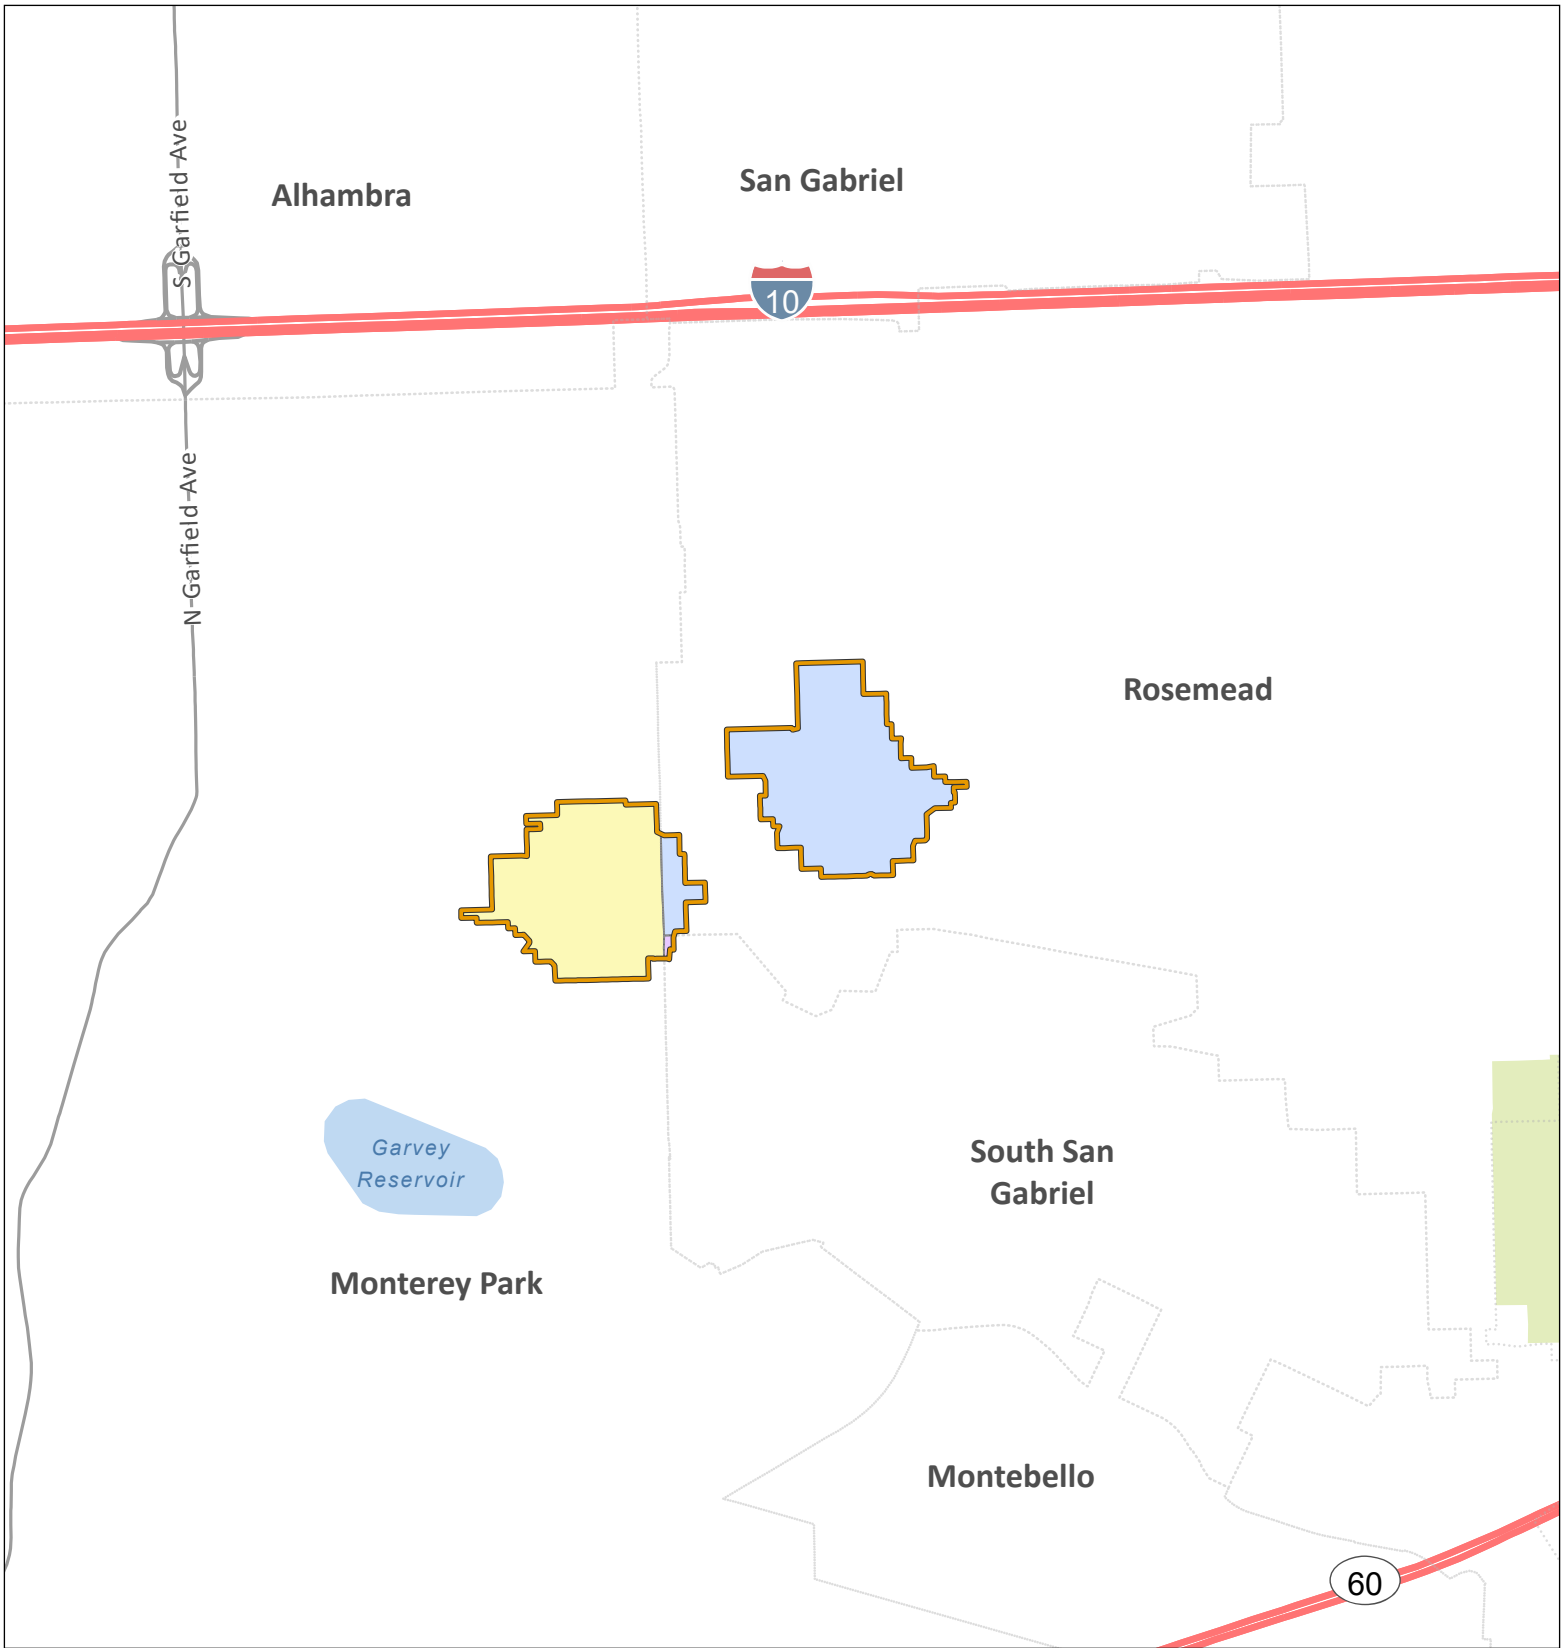 S Garfield Ave
Alhambra
San Gabriel
10
N Garfield Ave
Rosemead
Garvey
Reservoir
South San
Gabriel
Monterey Park
Montebello
60